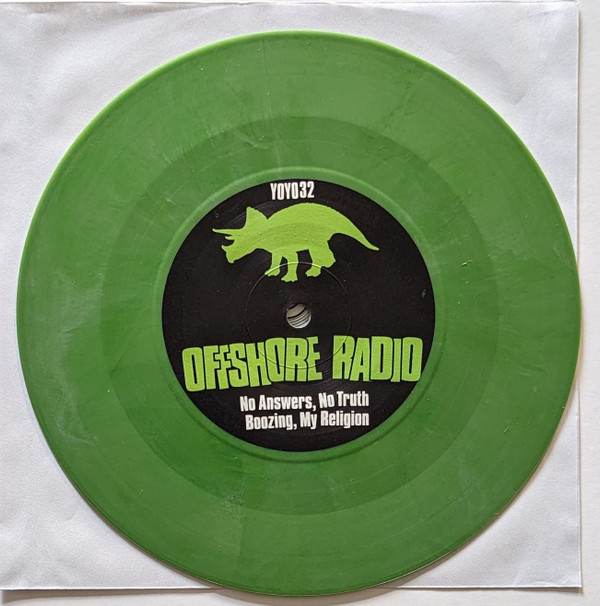 YOYO32
OFFSHORE RADIO
No Answers, No Truth
Boozing, My Religion